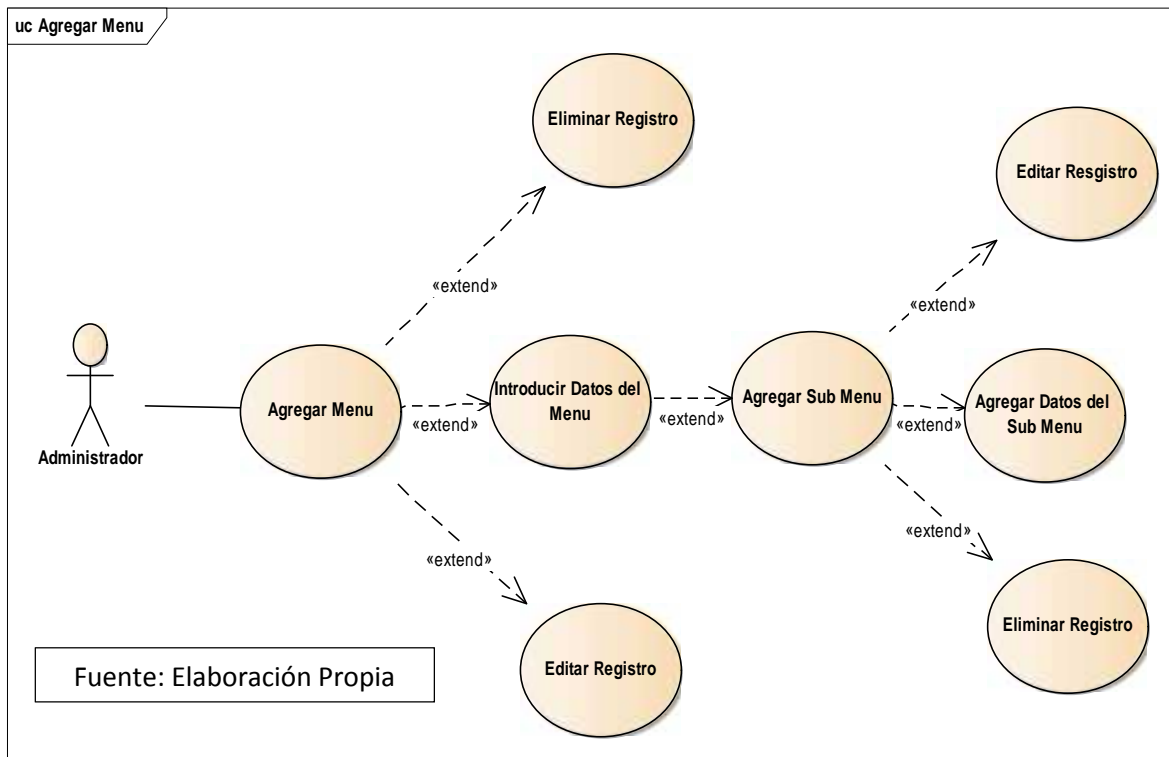 uc Agregar Menu
Eliminar Registro
Editar Resgistro
«extend»
«extend»
Administrador
Agregar Menu
«extend»
Introducir Datos del
Menu
«extend»
Agregar Sub Menu
«extend»
Agregar Datos del
Sub Menu
«extend»
«extend»
Eliminar Registro
Editar Registro
Fuente: Elaboración Propia